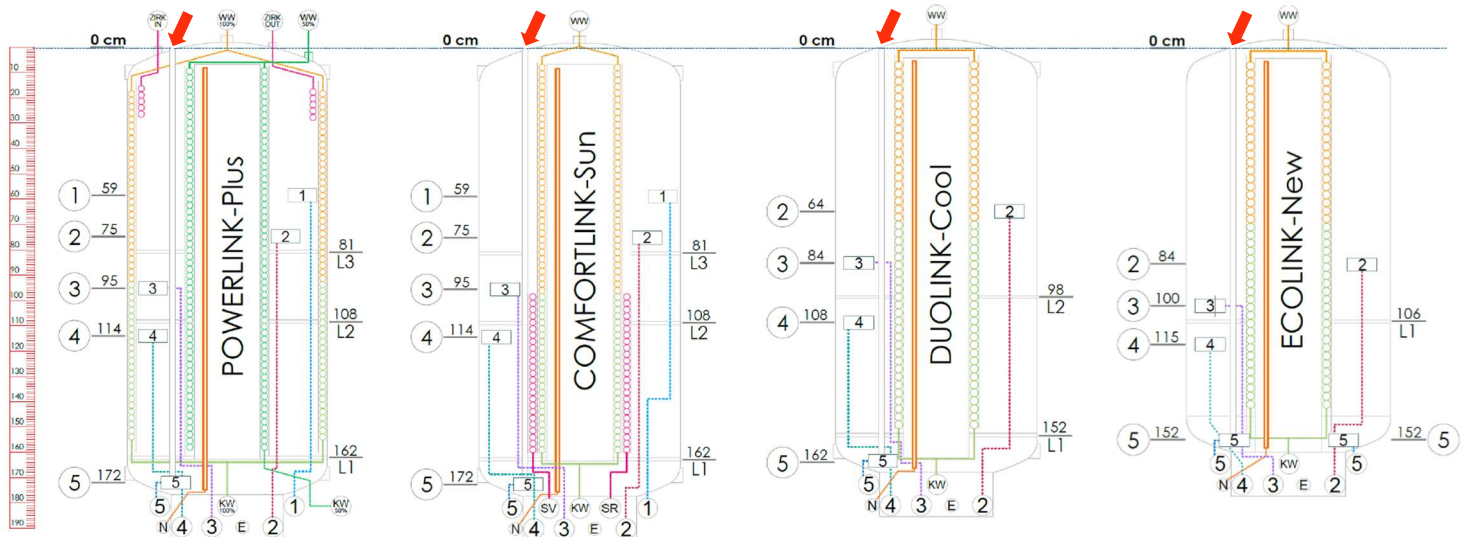 ZIRK IN
WW 100%
ZIRK OUT
WW 50%
WW
WW
WW
0 cm
0 cm
0 cm
0 cm
10
20
30
40
50
60
70
80
90
100
110
120
130
140
150
160
170
180
190
POWERLINK-Plus
1 59
2 75
3 95
4 114
5 172
1
2
3
4
5
81
L3
108
L2
162
L1
N
5
4
3
E
2
1
KW 100%
KW 50%
COMFORTLINK-Sun
1 59
2 75
3 95
4 114
5 172
1
2
3
4
5
81
L3
108
L2
162
L1
N
5
4
SV
3
KW
E
SR
2
1
DUOLINK-Cool
2 64
3 84
4 108
5 162
2
3
4
5
98
L2
152
L1
N
5
4
3
KW
E
2
ECOLINK-New
2 84
3 100
4 115
5 152
2
3
4
5
5
106
L1
152 5
N
5
4
3
KW
E
2
5